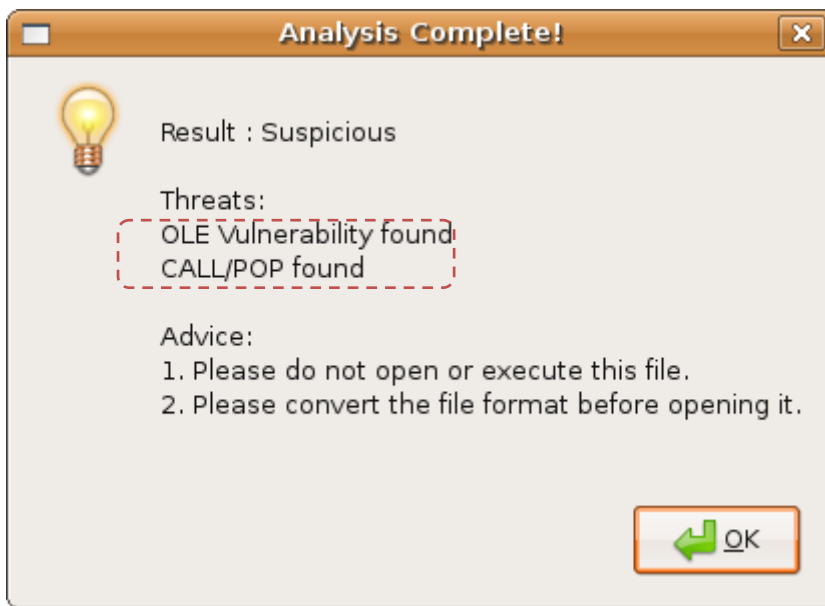 Analysis Complete!
Result : Suspicious
Threats:
OLE Vulnerability found
CALL/POP found
Advice:
1. Please do not open or execute this file.
2. Please convert the file format before opening it.
OK